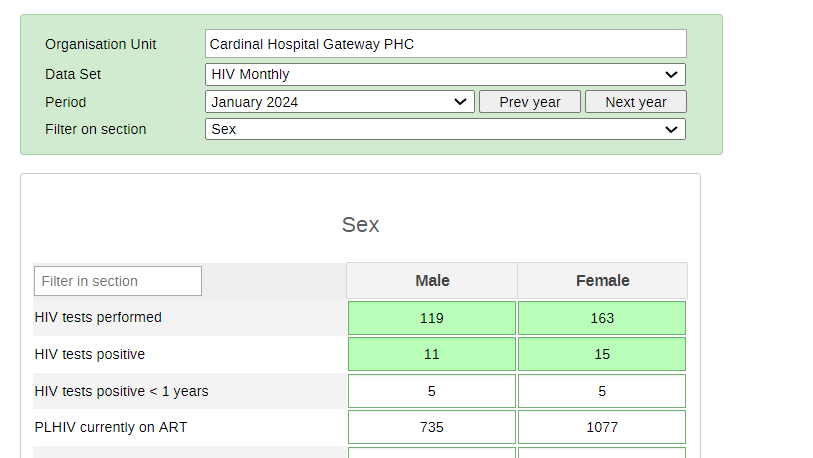 Organisation Unit Cardinal Hospital Gateway PHC
Data Set HIV Monthly
Period January 2024 Prev year Next year
Filter on section Sex
Sex
Filter in section Male Female
HIV tests performed 119 163
HIV tests positive 11 15
HIV tests positive < 1 years 5 5
PLHIV currently on ART 735 1077